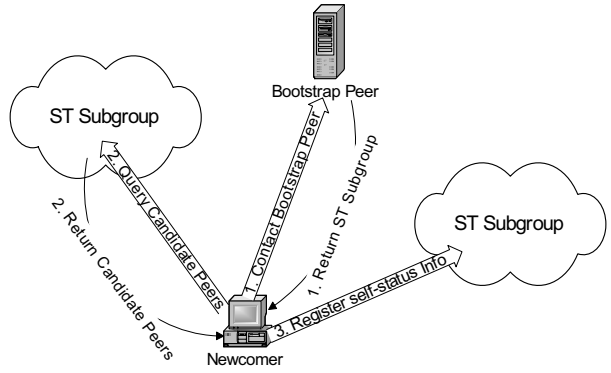 Bootstrap Peer
ST Subgroup
2. Query Candidate Peers
2. Return Candidate Peers
1. Contact Bootstrap Peer
1. Return ST Subgroup
ST Subgroup
3. Register self-status Info
Newcomer